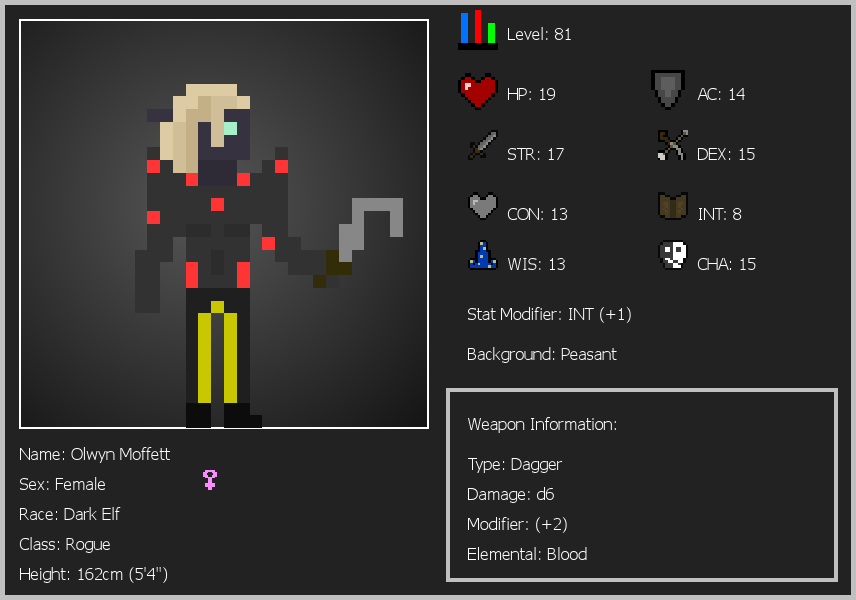 Level: 81
HP: 19
AC: 14
STR: 17
DEX: 15
CON: 13
INT: 8
WIS: 13
CHA: 15
Stat Modifier: INT (+1)
Background: Peasant
Weapon Information:
Type: Dagger
Damage: d6
Modifier: (+2)
Elemental: Blood
Name: Olwyn Moffett
Sex: Female
Race: Dark Elf
Class: Rogue
Height: 162cm (5'4")